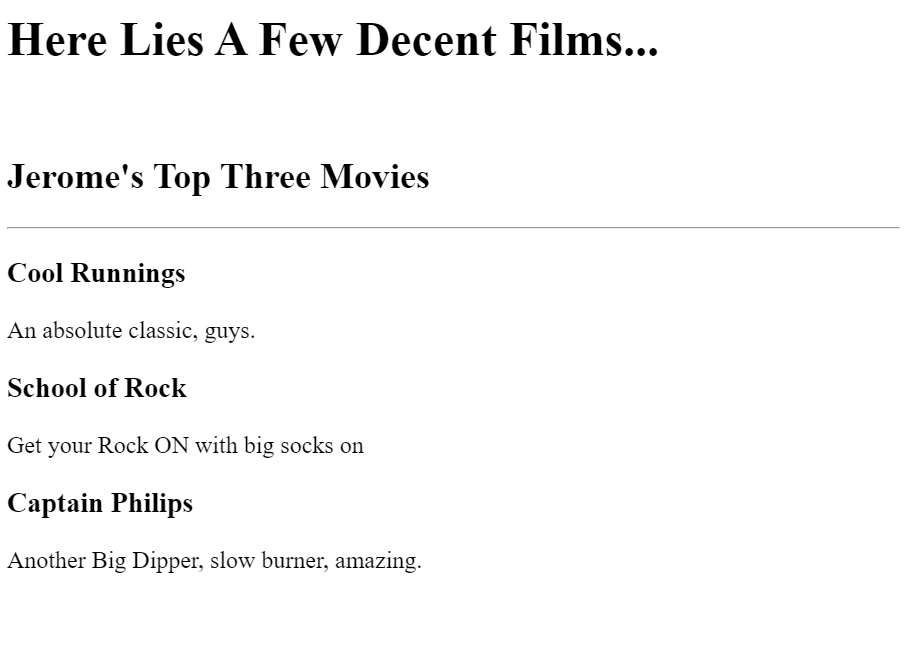 Here Lies A Few Decent Films...
Jerome's Top Three Movies
Cool Runnings
An absolute classic, guys.
School of Rock
Get your Rock ON with big socks on
Captain Philips
Another Big Dipper, slow burner, amazing.